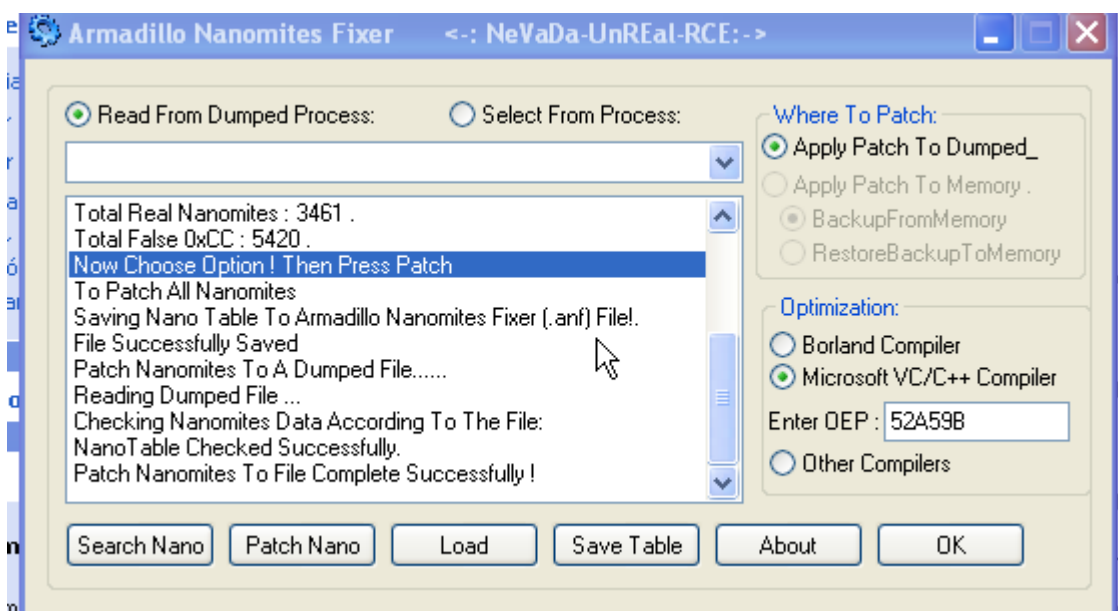 Armadillo Nanomites Fixer <-: NeVaDa-UnREal-RCE:->
Read From Dumped Process:
Select From Process:
Total Real Nanomites : 3461 .
Total False 0xCC : 5420 .
Now Choose Option ! Then Press Patch
To Patch All Nanomites
Saving Nano Table To Armadillo Nanomites Fixer (.anf) File!.
File Successfully Saved
Patch Nanomites To A Dumped File......
Reading Dumped File ...
Checking Nanomites Data According To The File:
NanoTable Checked Successfully.
Patch Nanomites To File Complete Successfully !
Where To Patch:
Apply Patch To Dumped_
Apply Patch To Memory .
BackupFromMemory
RestoreBackupToMemory
Optimization:
Borland Compiler
Microsoft VC/C++ Compiler
Enter OEP : 52A59B
Other Compilers
Search Nano
Patch Nano
Load
Save Table
About
OK